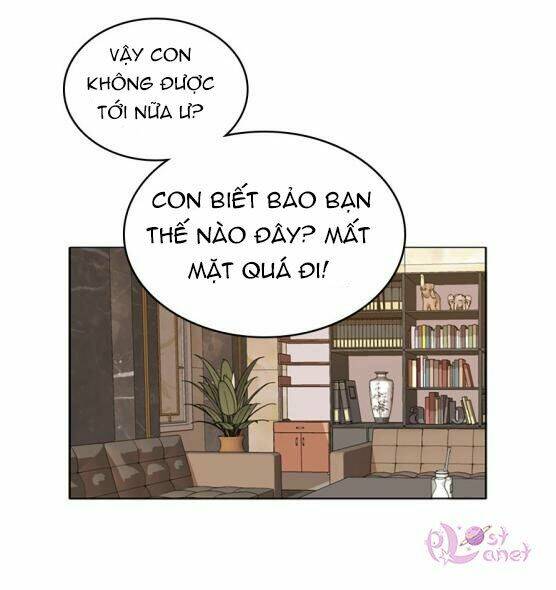 VẬY CON
KHÔNG ĐƯỢC
TỚI NỮA Ư?
CON BIẾT BẢO BẠN
THẾ NÀO ĐÂY? MẤT
MẶT QUÁ ĐI!
Lost
Planet